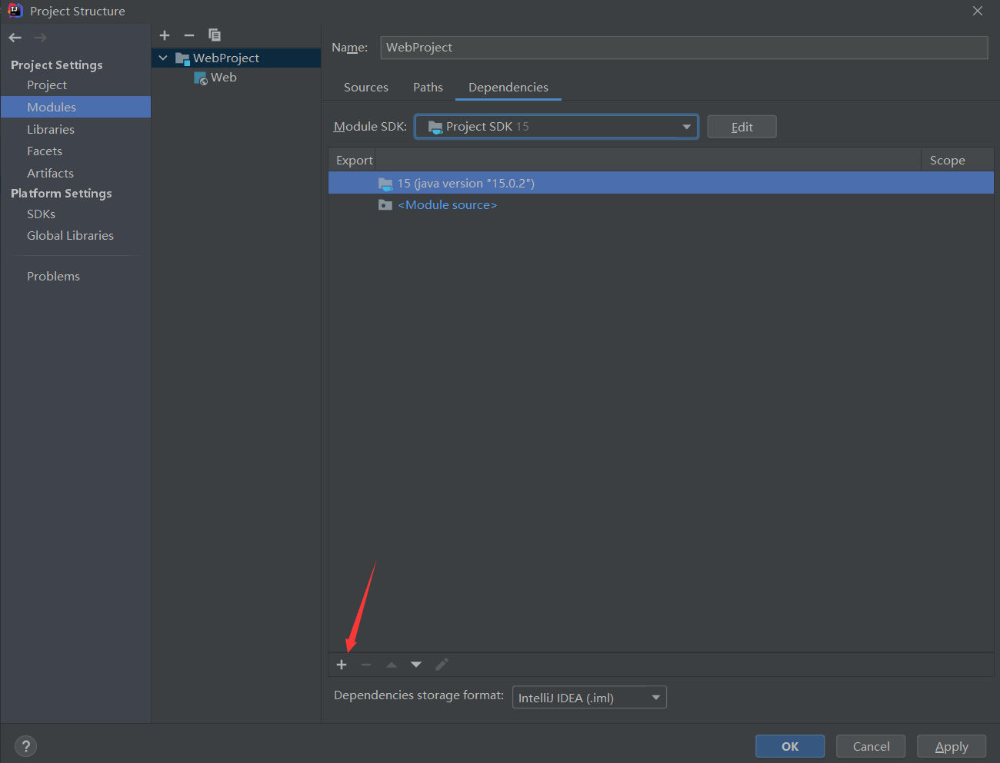 Project Structure
Project Settings
Project
Modules
Libraries
Facets
Artifacts
Platform Settings
SDKs
Global Libraries
Problems
WebProject
Web
Name: WebProject
Sources Paths Dependencies
Module SDK: Project SDK 15 Edit
Export Scope
15 (java version "15.0.2")
<Module source>
Dependencies storage format: IntelliJ IDEA (.iml)
? OK Cancel Apply